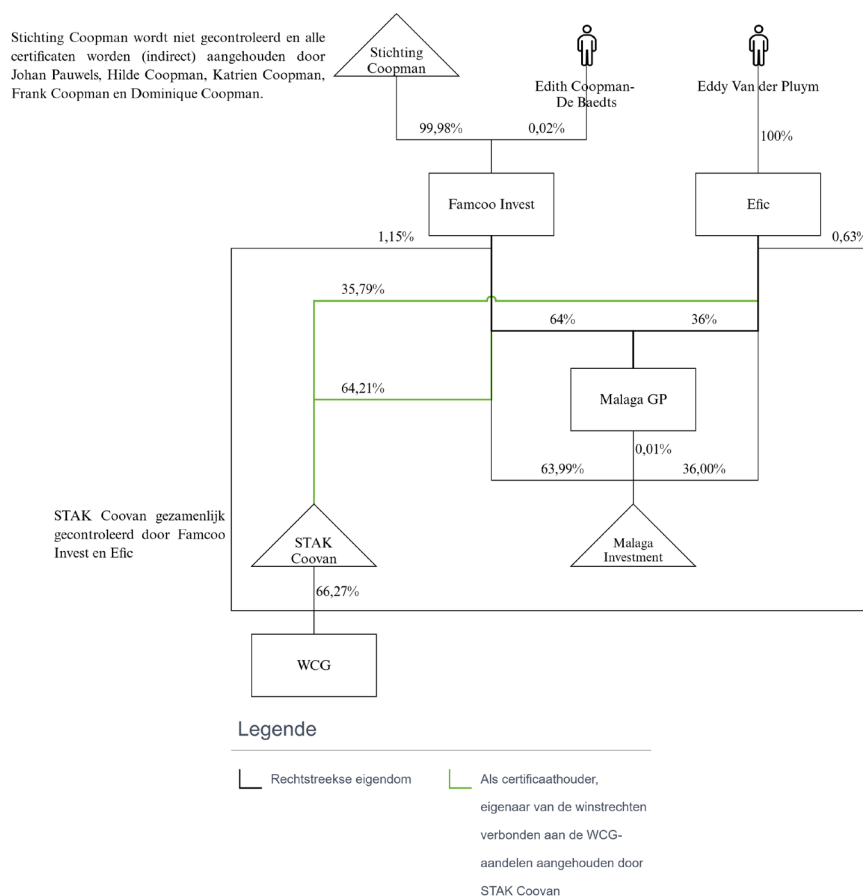 Stichting Coopman wordt niet gecontroleerd en alle
certificaten worden (indirect) aangehouden door
Johan Pauwels, Hilde Coopman, Katrien Coopman,
Frank Coopman en Dominique Coopman.
Stichting
Coopman
Edith Coopman-
De Baedts
Eddy Van der Pluym
99,98%
0,02%
100%
Famcoo Invest
Efic
1,15%
0,63%
35,79%
64%
36%
64,21%
Malaga GP
0,01%
63,99%
36,00%
STAK Coovan gezamenlijk
gecontroleerd door Famcoo
Invest en Efic
STAK
Coovan
Malaga
Investment
66,27%
WCG
Legende
Rechtstreekse eigendom
Als certificaathouder,
eigenaar van de winstrechten
verbonden aan de WCG-
aandelen aangehouden door
STAK Coovan